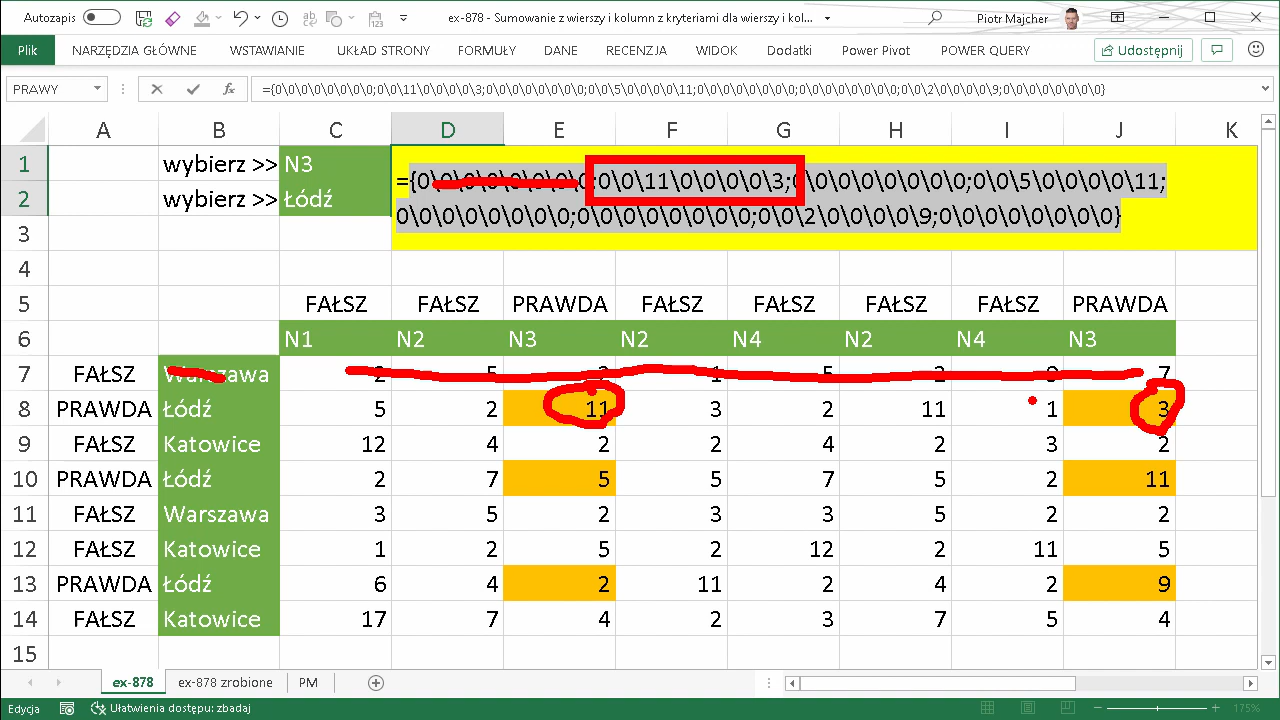 Autozapis
ex-878 - Sumowanie z wierszy i kolumn z kryteriami dla wierszy i kolu...
Piotr Majcher
Plik NARZĘDZIA GŁÓWNE WSTAWIANIE UKŁAD STRONY FORMUŁY DANE RECENZJA WIDOK Dodatki Power Pivot POWER QUERY Udostępnij
PRAWY fx ={0\0\0\0\0\0\0\0;0\0\11\0\0\0\0\3;0\0\0\0\0\0\0\0;0\0\5\0\0\0\0\11;0\0\0\0\0\0\0\0;0\0\0\0\0\0\0\0;0\0\2\0\0\0\0\9;0\0\0\0\0\0\0\0}
A B C D E F G H I J K
1 wybierz >> N3
={0\0\0\0\0\0\0\0;0\0\11\0\0\0\0\3;0\0\0\0\0\0\0\0;0\0\5\0\0\0\0\11;
2 wybierz >> Łódź
0\0\0\0\0\0\0\0;0\0\0\0\0\0\0\0;0\0\2\0\0\0\0\9;0\0\0\0\0\0\0\0}
3
4
5 FAŁSZ FAŁSZ PRAWDA FAŁSZ FAŁSZ FAŁSZ FAŁSZ PRAWDA
6 N1 N2 N3 N2 N4 N2 N4 N3
7 FAŁSZ Warszawa 2 5 1 5 7
8 PRAWDA Łódź 5 2 11 3 2 11 1 3
9 FAŁSZ Katowice 12 4 2 2 4 2 3 2
10 PRAWDA Łódź 2 7 5 5 7 5 2 11
11 FAŁSZ Warszawa 3 5 2 3 3 5 2 2
12 FAŁSZ Katowice 1 2 5 2 12 2 11 5
13 PRAWDA Łódź 6 4 2 11 2 4 2 9
14 FAŁSZ Katowice 17 7 4 2 3 7 5 4
15
ex-878 ex-878 zrobione PM
Edycja Ułatwienia dostępu: zbadaj 175%